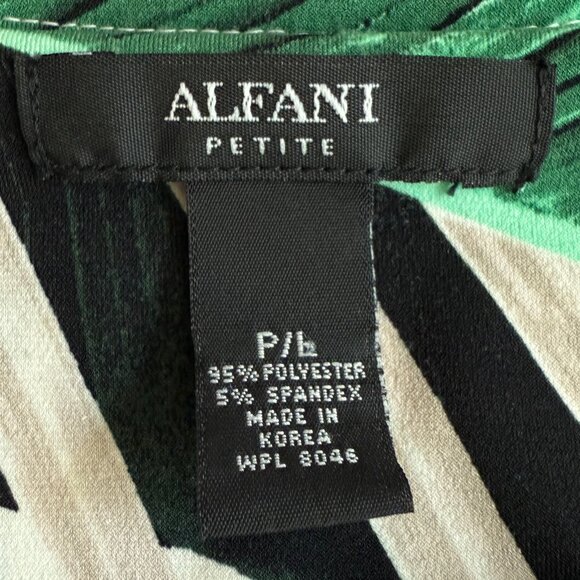 ALFANI
PETITE
P/L
95% POLYESTER
5% SPANDEX
MADE IN
KOREA
WPL 8046